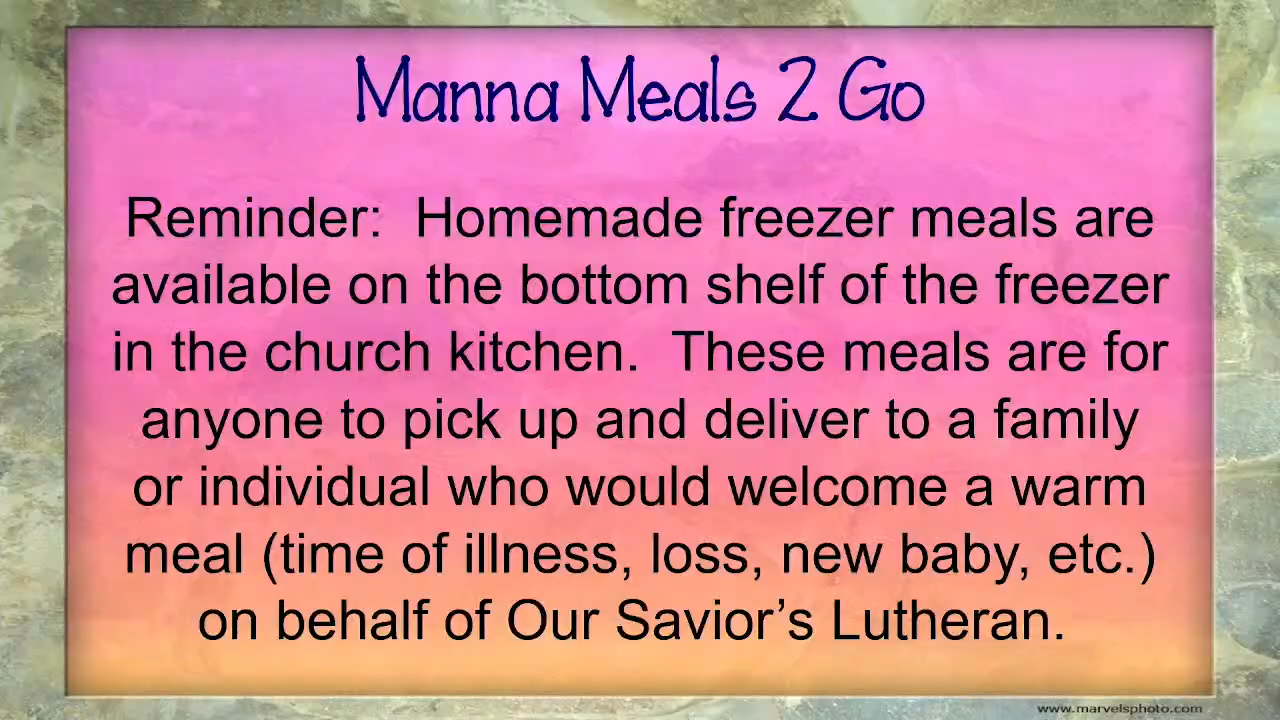 Manna Meals 2 Go
Reminder:  Homemade freezer meals are
available on the bottom shelf of the freezer
in the church kitchen.  These meals are for
anyone to pick up and deliver to a family
or individual who would welcome a warm
meal (time of illness, loss, new baby, etc.)
on behalf of Our Savior’s Lutheran.
www.marvelsphoto.com